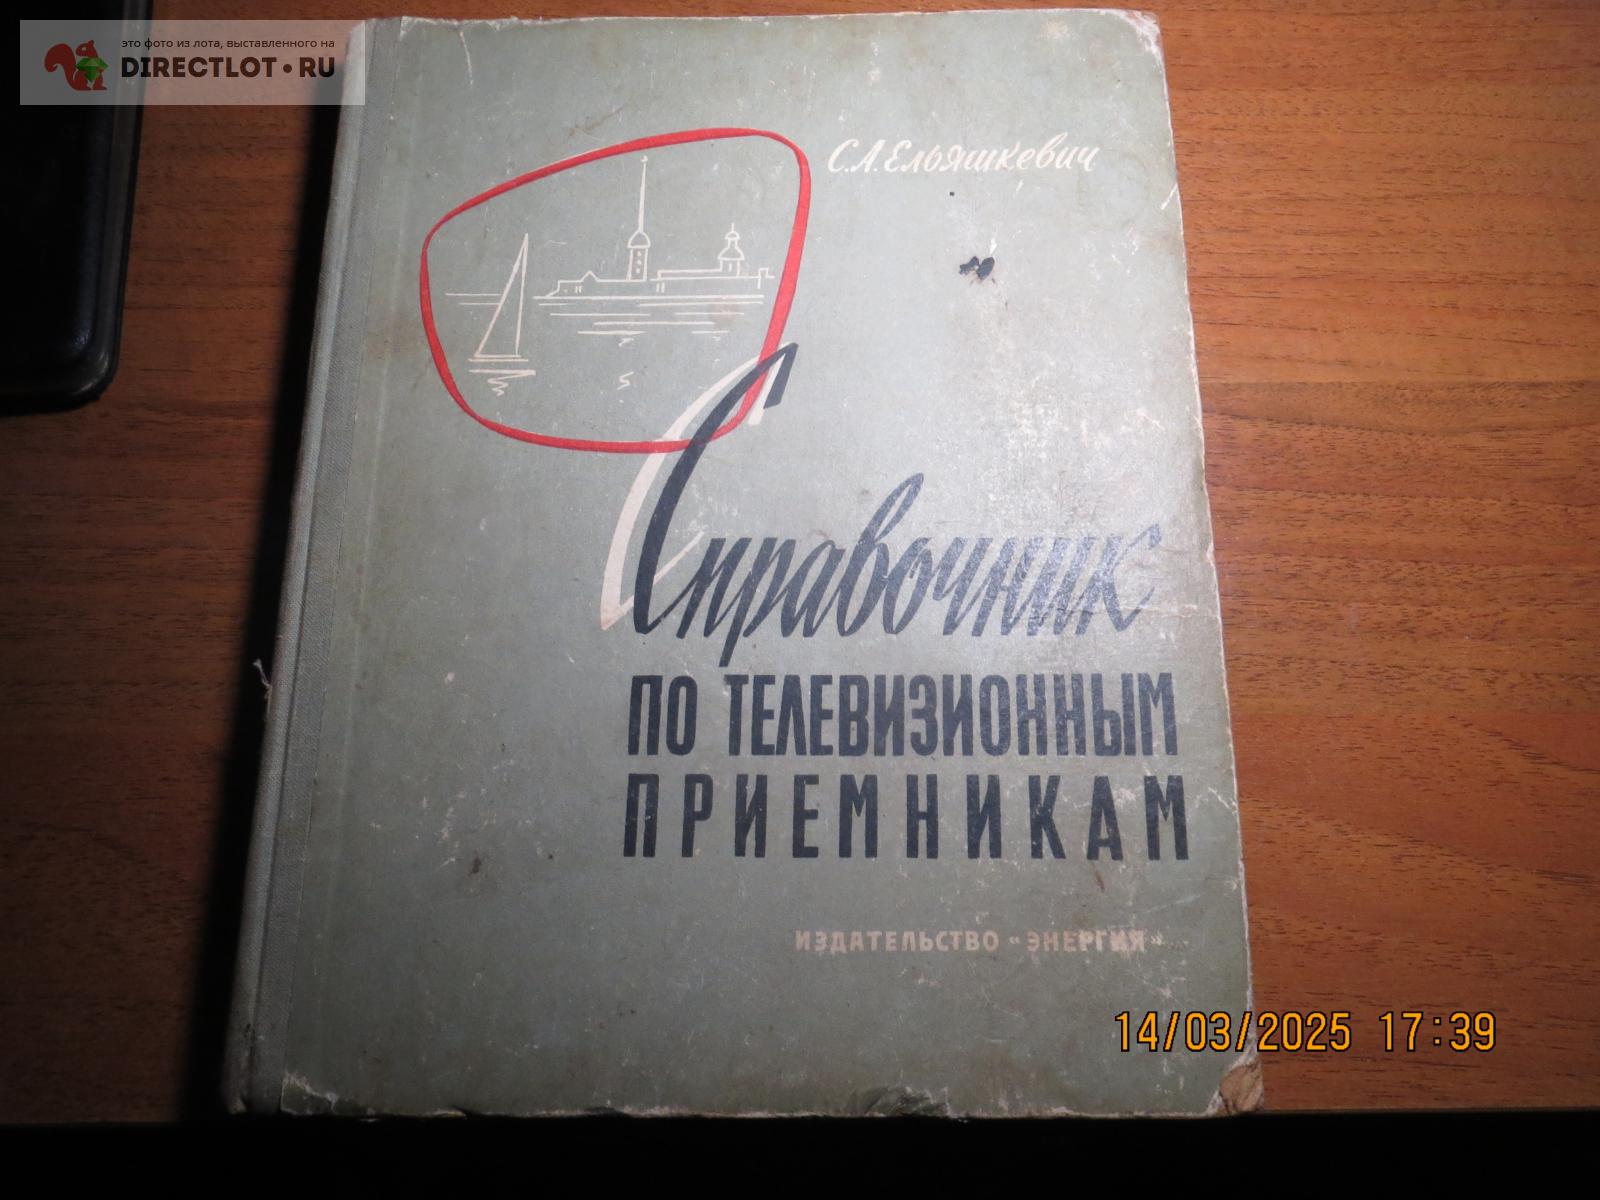 это фото из лота, выставленного на
DIRECTLOT•RU
С.А.Ельяшкевич
Справочник
ПО ТЕЛЕВИЗИОННЫМ
ПРИЕМНИКАМ
ИЗДАТЕЛЬСТВО «ЭНЕРГИЯ»
14/03/2025 17:39